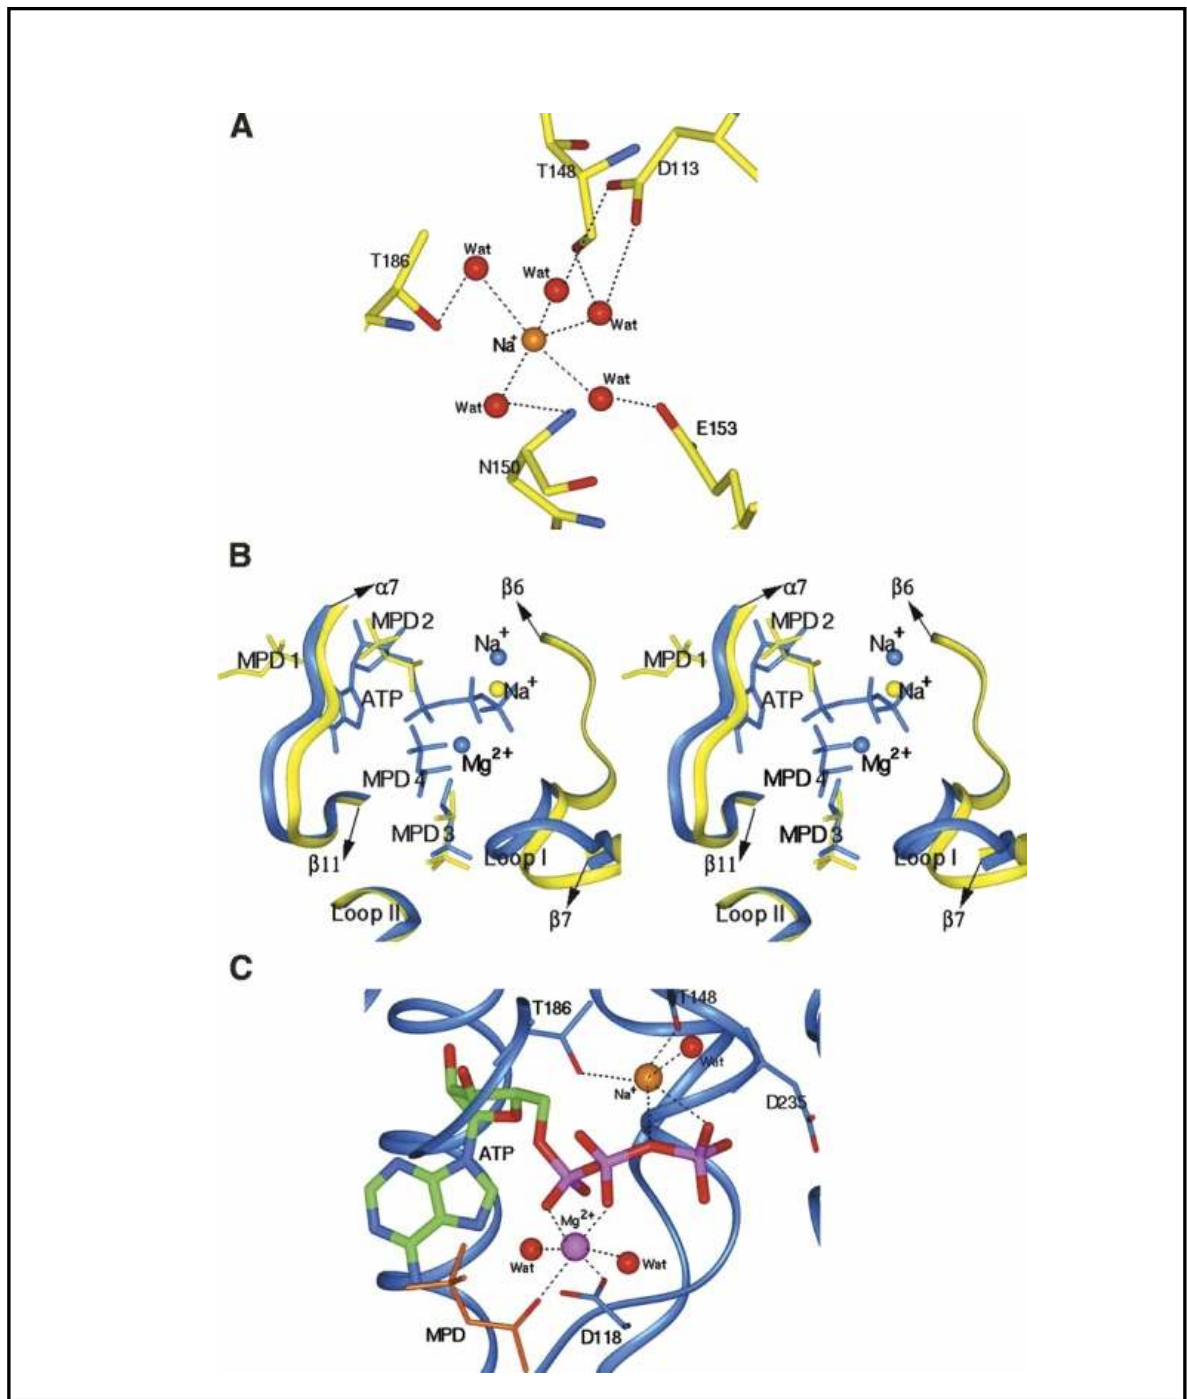 A
T148
D113
T186
Wat
Wat
Wat
Na+
Wat
Wat
E153
N150
B
α7
β6
α7
β6
MPD 2
MPD 2
Na+
Na+
MPD 1
MPD 1
ATP
Na+
ATP
Na+
Mg2+
Mg2+
MPD 4
MPD 4
MPD 3
MPD 3
β11
Loop I
β11
Loop I
Loop II
β7
Loop II
β7
C
T186
T148
Wat
Na+
D235
ATP
Mg2+
Wat
Wat
MPD
D118